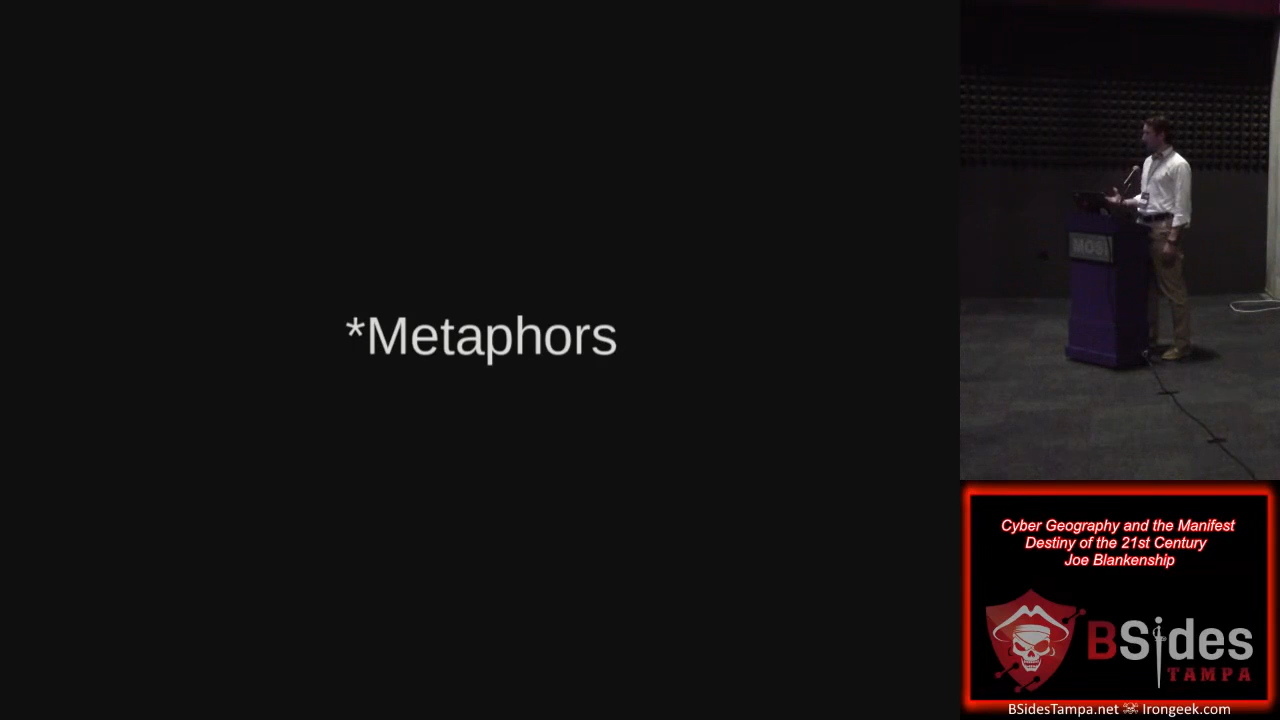 *Metaphors
MOSI
Cyber Geography and the Manifest
Destiny of the 21st Century
Joe Blankenship
BSides
TAMPA
BSidesTampa.net Irongeek.com